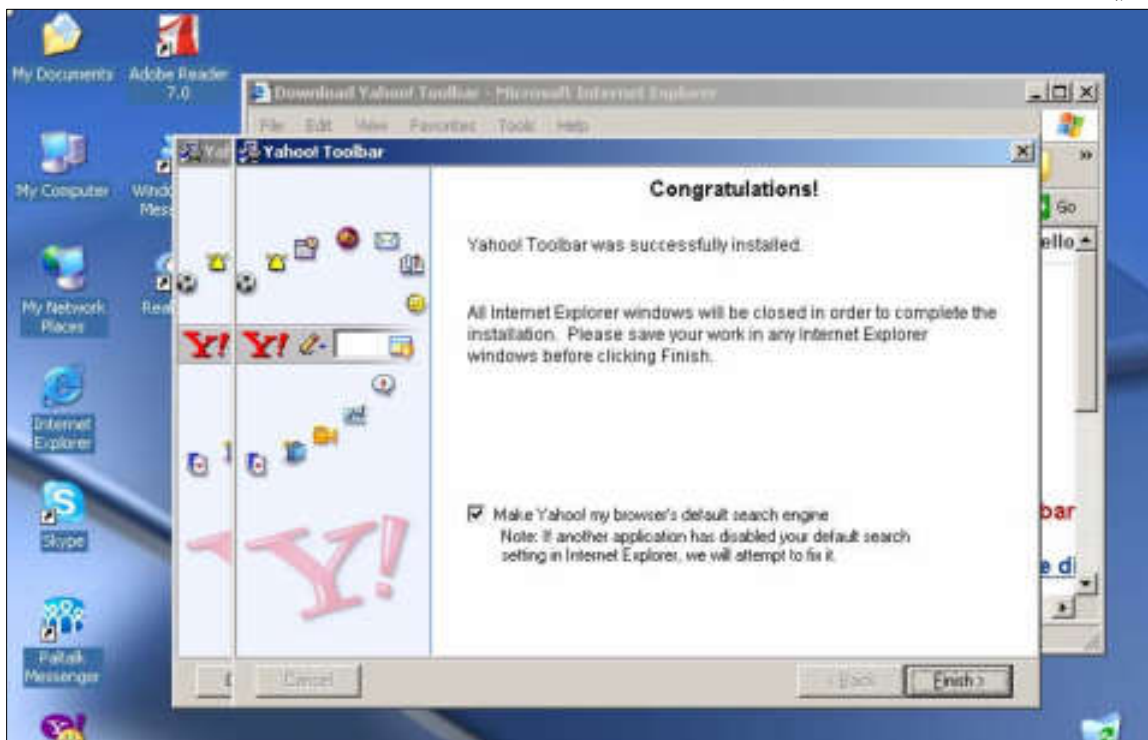 My Documents
Adobe Reader
7.0
Download Yahoo! Toolbar - Microsoft Internet Explorer
File Edit View Favorites Tools Help
Yahoo! Toolbar
My Computer
Go
Congratulations!
Yahoo! Toolbar was successfully installed.
ello
My Network
Places
All Internet Explorer windows will be closed in order to complete the
installation. Please save your work in any Internet Explorer
windows before clicking Finish.
Y!
Y!
Internet
Explorer
Make Yahoo! my browser's default search engine
Note: If another application has disabled your default search
setting in Internet Explorer, we will attempt to fix it.
bar
e di
Skype
Y!
Paltalk
Messenger
Cancel
< Back
Finish >